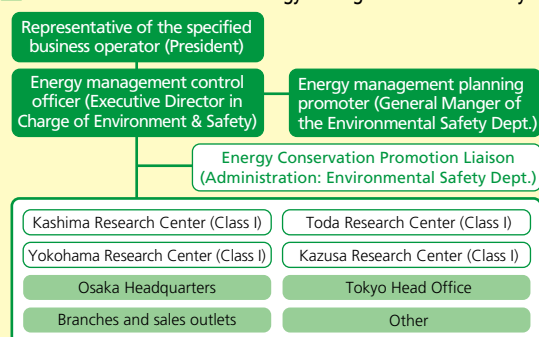 Representative of the specified
business operator (President)
Energy management control
officer (Executive Director in
Charge of Environment & Safety)
Energy management planning
promoter (General Manger of
the Environmental Safety Dept.)
Energy Conservation Promotion Liaison
(Administration: Environmental Safety Dept.)
Kashima Research Center (Class I)
Toda Research Center (Class I)
Yokohama Research Center (Class I)
Kazusa Research Center (Class I)
Osaka Headquarters
Tokyo Head Office
Branches and sales outlets
Other